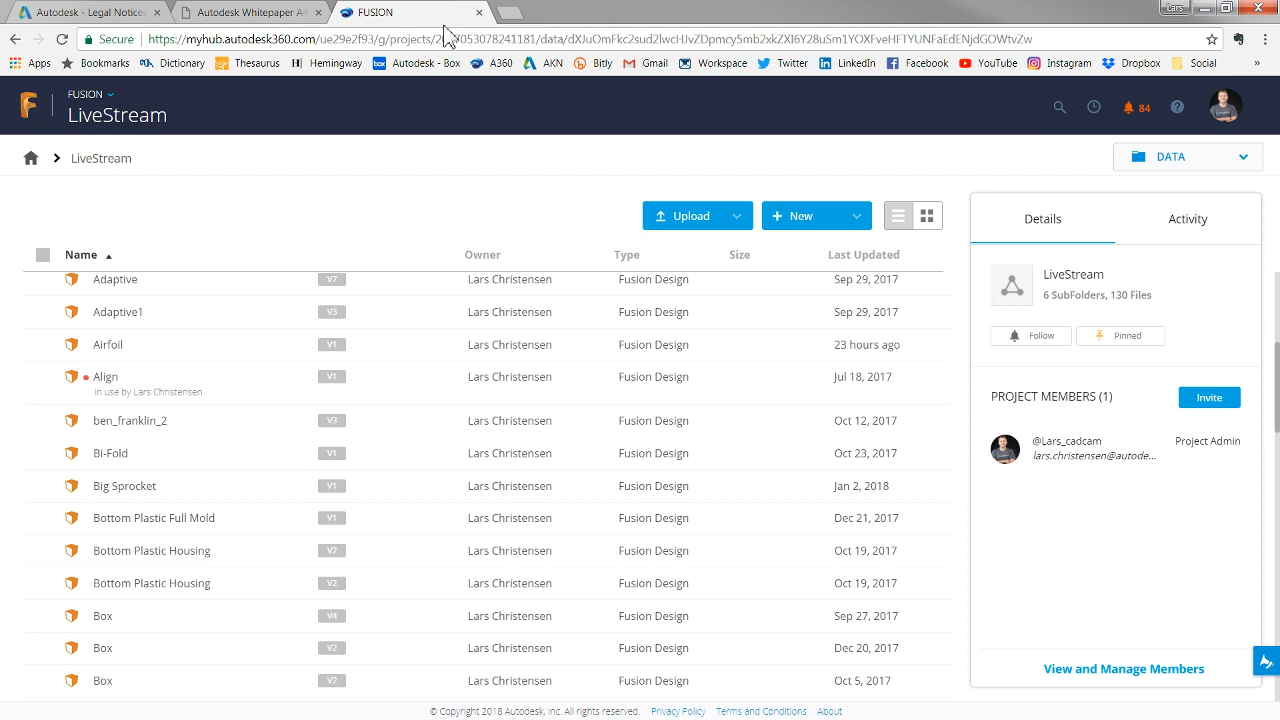 Autodesk - Legal Notices
Autodesk Whitepaper A4
FUSION
Lars
Secure
Apps
Bookmarks
Dictionary
Thesaurus
Hemingway
Autodesk - Box
A360
AKN
Bitly
Gmail
Workspace
Twitter
LinkedIn
Facebook
YouTube
Instagram
Dropbox
Social
»
FUSION
LiveStream
84
LiveStream
DATA
Upload
New
Name
Owner
Type
Size
Last Updated
Adaptive V7 Lars Christensen Fusion Design Sep 29, 2017
Adaptive1 V3 Lars Christensen Fusion Design Sep 29, 2017
Airfoil V1 Lars Christensen Fusion Design 23 hours ago
Align V1 Lars Christensen Fusion Design Jul 18, 2017
In use by Lars Christensen
ben_franklin_2 V3 Lars Christensen Fusion Design Oct 12, 2017
Bi-Fold V1 Lars Christensen Fusion Design Oct 23, 2017
Big Sprocket V1 Lars Christensen Fusion Design Jan 2, 2018
Bottom Plastic Full Mold V1 Lars Christensen Fusion Design Dec 21, 2017
Bottom Plastic Housing V2 Lars Christensen Fusion Design Oct 19, 2017
Bottom Plastic Housing V2 Lars Christensen Fusion Design Oct 19, 2017
Box V4 Lars Christensen Fusion Design Sep 27, 2017
Box V2 Lars Christensen Fusion Design Dec 20, 2017
Box V2 Lars Christensen Fusion Design Oct 5, 2017
Details
Activity
LiveStream
6 SubFolders, 130 Files
Follow
Pinned
PROJECT MEMBERS (1)
Invite
@Lars_cadcam Project Admin
lars.christensen@autode...
View and Manage Members
© Copyright 2018 Autodesk, Inc. All rights reserved. Privacy Policy Terms and Conditions About